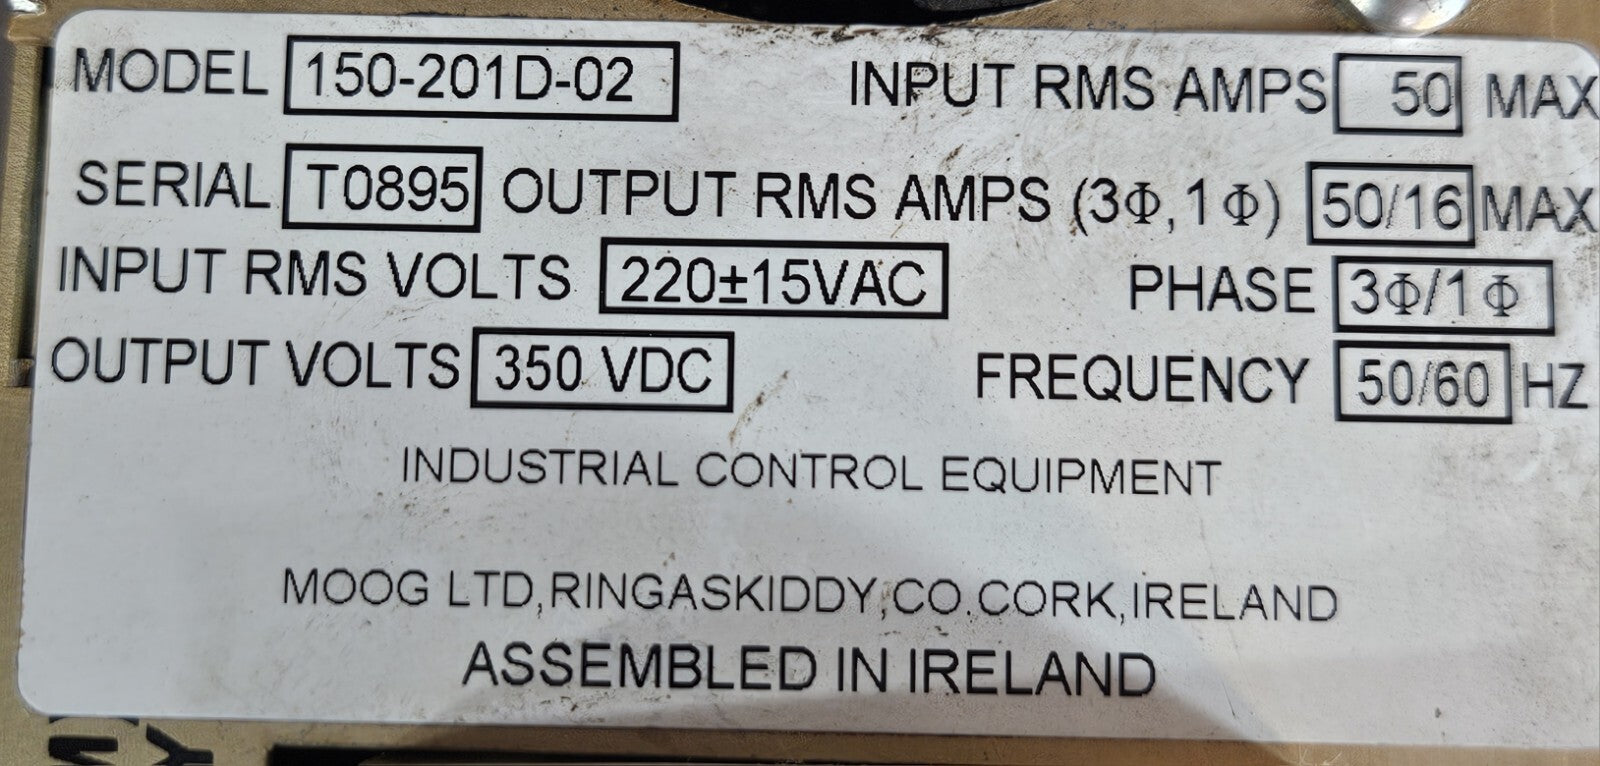 MODEL 150-201D-02 INPUT RMS AMPS 50 MAX
SERIAL T0895 OUTPUT RMS AMPS (3Φ,1Φ) 50/16 MAX
INPUT RMS VOLTS 220±15VAC PHASE 3Φ/1Φ
OUTPUT VOLTS 350 VDC FREQUENCY 50/60 HZ
INDUSTRIAL CONTROL EQUIPMENT
MOOG LTD,RINGASKIDDY,CO.CORK,IRELAND
ASSEMBLED IN IRELAND